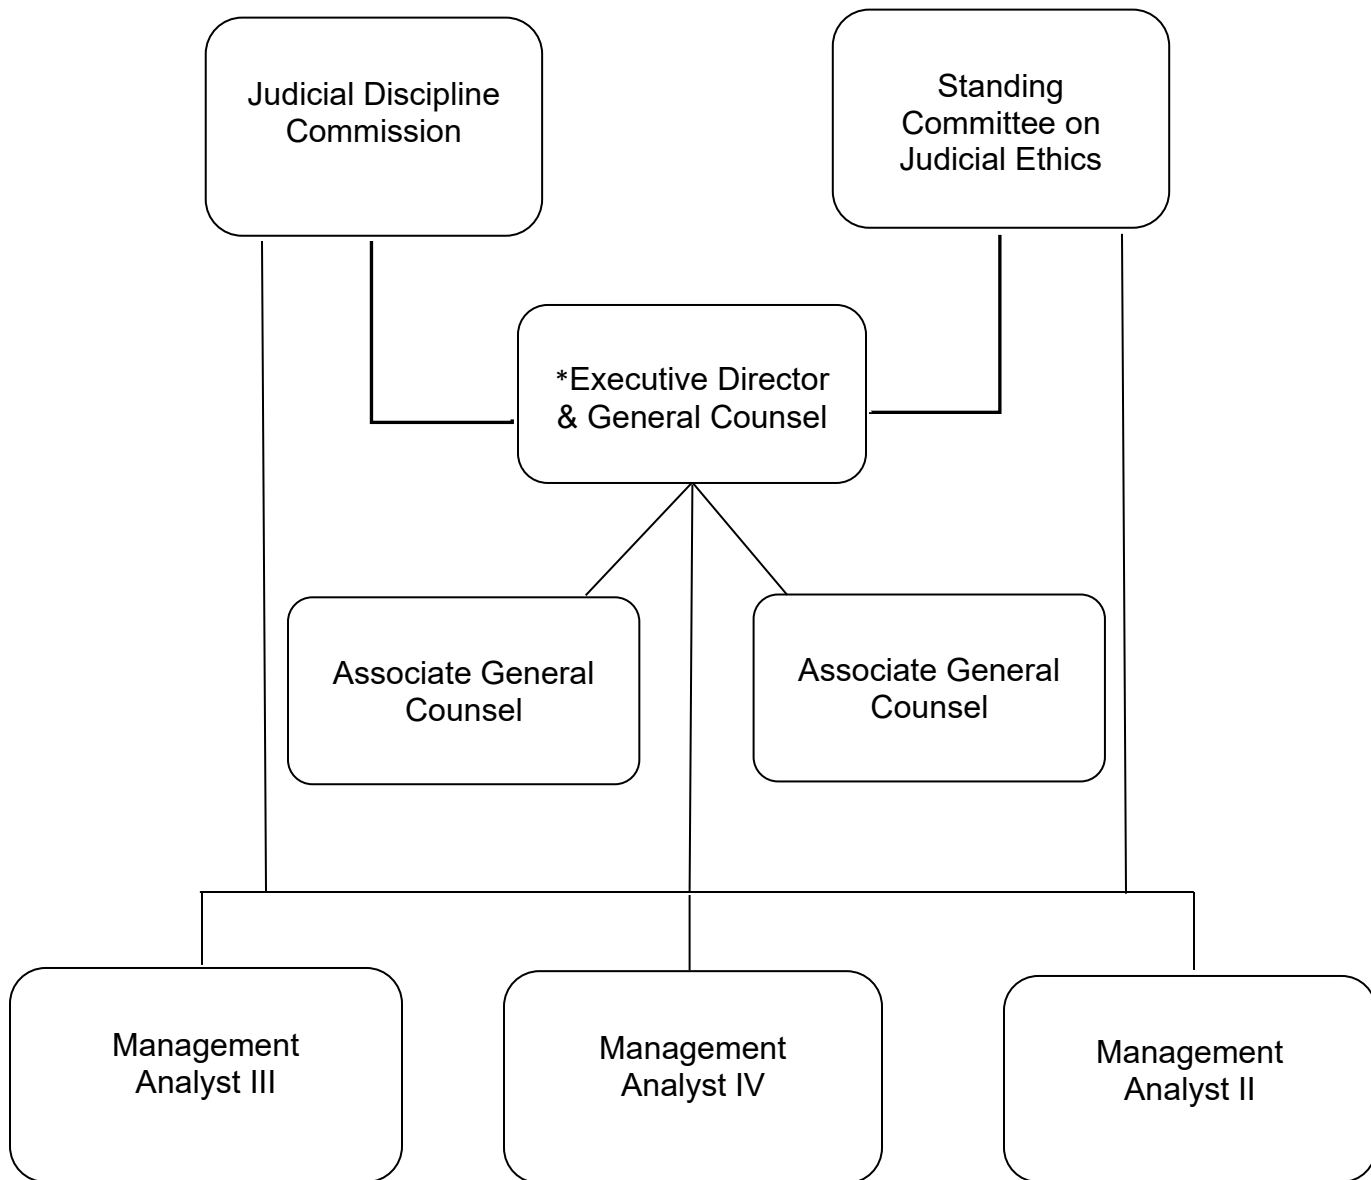 Judicial Discipline
Commission
Standing
Committee on
Judicial Ethics
*Executive Director
& General Counsel
Associate General
Counsel
Associate General
Counsel
Management
Analyst III
Management
Analyst IV
Management
Analyst II